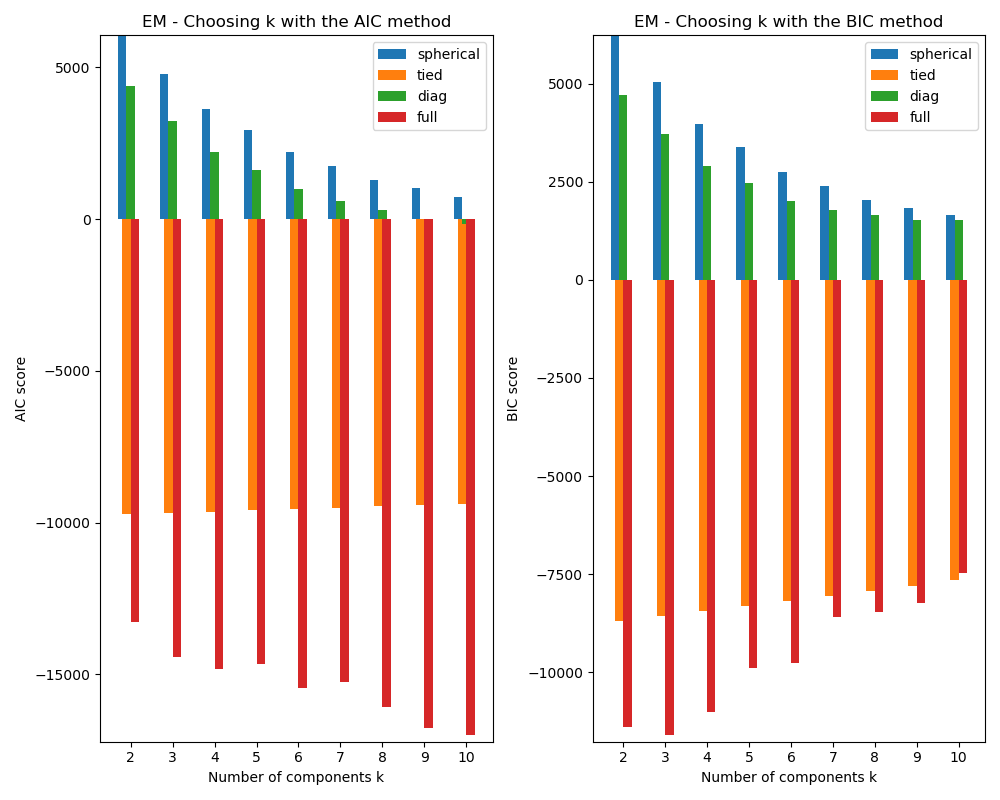 EM - Choosing k with the AIC method
spherical
tied
diag
full
5000
0
−5000
−10000
−15000
AIC score
2 3 4 5 6 7 8 9 10
Number of components k
EM - Choosing k with the BIC method
spherical
tied
diag
full
5000
2500
0
−2500
−5000
−7500
−10000
BIC score
2 3 4 5 6 7 8 9 10
Number of components k